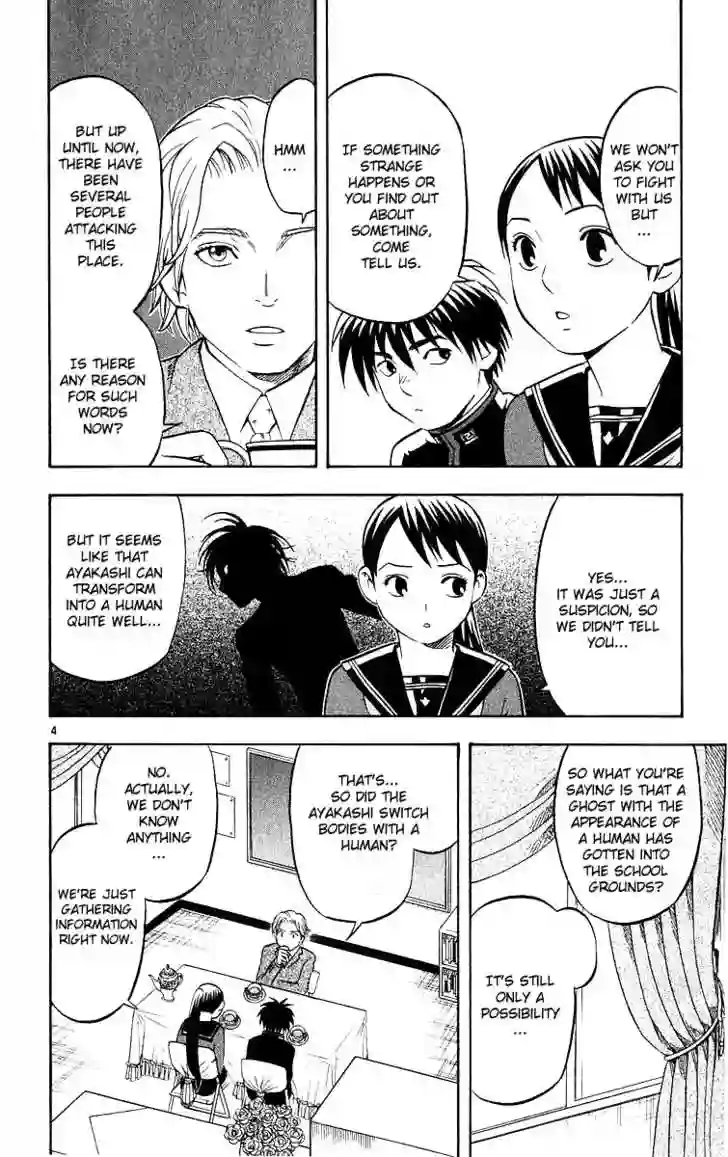 WE WON'T
ASK YOU
TO FIGHT
WITH US
BUT
...
IF SOMETHING
STRANGE
HAPPENS OR
YOU FIND OUT
ABOUT
SOMETHING,
COME
TELL US.
HMM
...
BUT UP
UNTIL NOW,
THERE HAVE
BEEN
SEVERAL
PEOPLE
ATTACKING
THIS
PLACE.
IS THERE
ANY REASON
FOR SUCH
WORDS
NOW?
YES...
IT WAS JUST A
SUSPICION, SO
WE DIDN'T TELL
YOU...
BUT IT SEEMS
LIKE THAT
AYAKASHI CAN
TRANSFORM
INTO A HUMAN
QUITE WELL...
4
SO WHAT YOU'RE
SAYING IS THAT A
GHOST WITH THE
APPEARANCE OF
A HUMAN HAS
GOTTEN INTO
THE SCHOOL
GROUNDS?
IT'S STILL
ONLY A
POSSIBILITY
...
THAT'S...
SO DID THE
AYAKASHI SWITCH
BODIES WITH A
HUMAN?
NO.
ACTUALLY,
WE DON'T
KNOW
ANYTHING
...
WE'RE JUST
GATHERING
INFORMATION
RIGHT NOW.